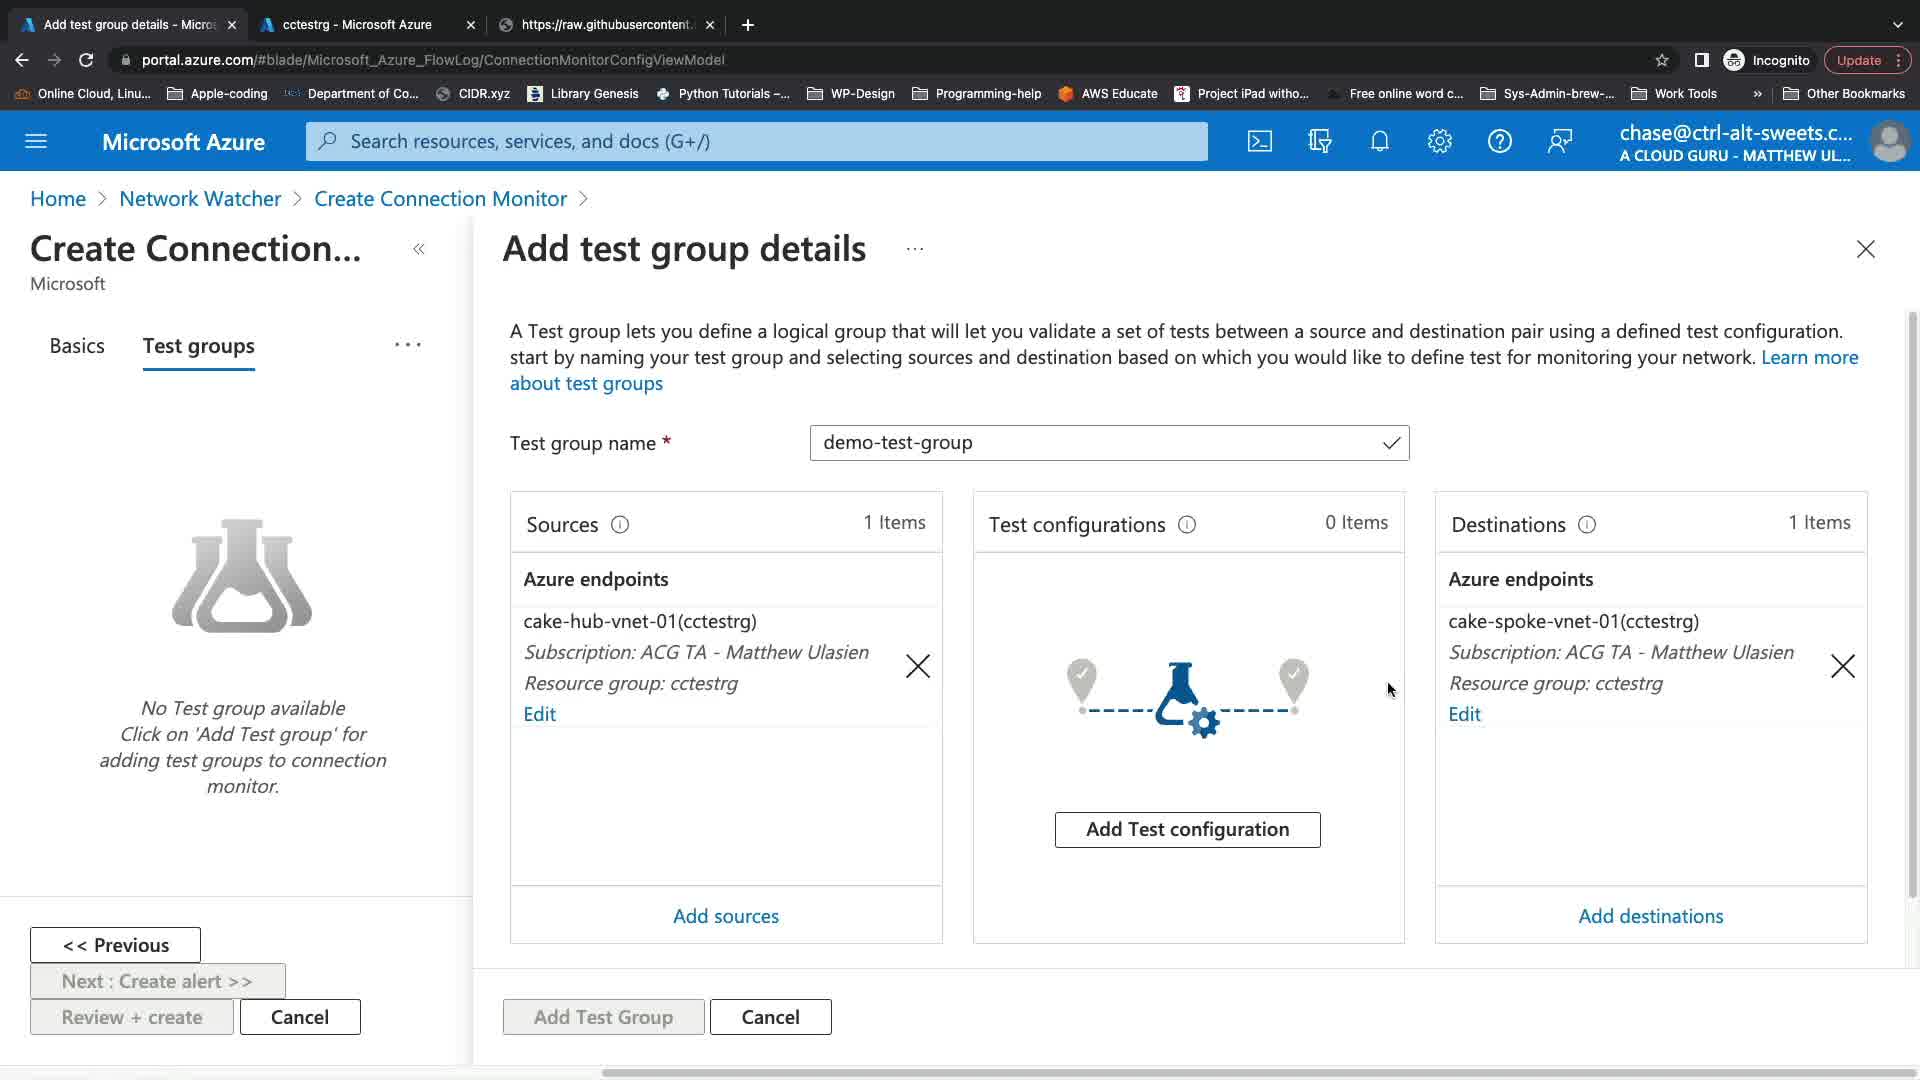 Add test group details - Micros
cctestrg - Microsoft Azure
https://raw.githubusercontent.
portal.azure.com/#blade/Microsoft_Azure_FlowLog/ConnectionMonitorConfigViewModel
Incognito
Update
Online Cloud, Linu...
Apple-coding
Department of Co...
CIDR.xyz
Library Genesis
Python Tutorials –...
WP-Design
Programming-help
AWS Educate
Project iPad witho...
Free online word c...
Sys-Admin-brew-...
Work Tools
»
Other Bookmarks
Microsoft Azure
Search resources, services, and docs (G+/)
chase@ctrl-alt-sweets.c...
A CLOUD GURU - MATTHEW UL...
Home > Network Watcher > Create Connection Monitor >
Create Connection... «
Microsoft
Basics
Test groups
...
No Test group available
Click on 'Add Test group' for
adding test groups to connection
monitor.
<< Previous
Next : Create alert >>
Review + create
Cancel
Add test group details ...
A Test group lets you define a logical group that will let you validate a set of tests between a source and destination pair using a defined test configuration.
start by naming your test group and selecting sources and destination based on which you would like to define test for monitoring your network. Learn more
about test groups
Test group name *
demo-test-group
Sources
1 Items
Azure endpoints
cake-hub-vnet-01(cctestrg)
Subscription: ACG TA - Matthew Ulasien
Resource group: cctestrg
Edit
Add sources
Test configurations
0 Items
Add Test configuration
Destinations
1 Items
Azure endpoints
cake-spoke-vnet-01(cctestrg)
Subscription: ACG TA - Matthew Ulasien
Resource group: cctestrg
Edit
Add destinations
Add Test Group
Cancel